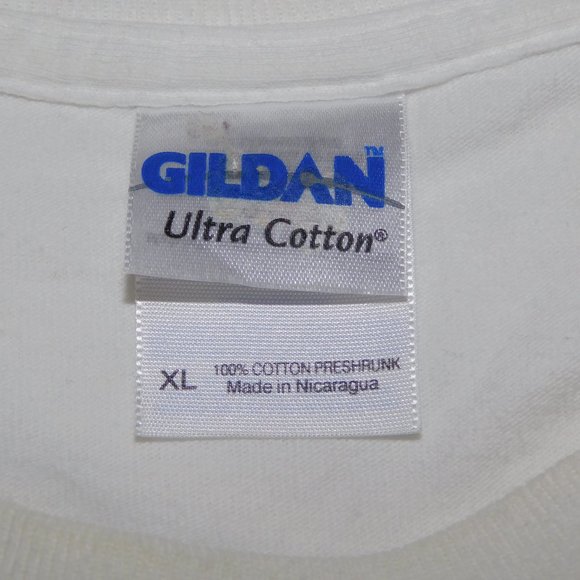 GILDAN™
Ultra Cotton®
XL
100% COTTON PRESHRUNK
Made in Nicaragua